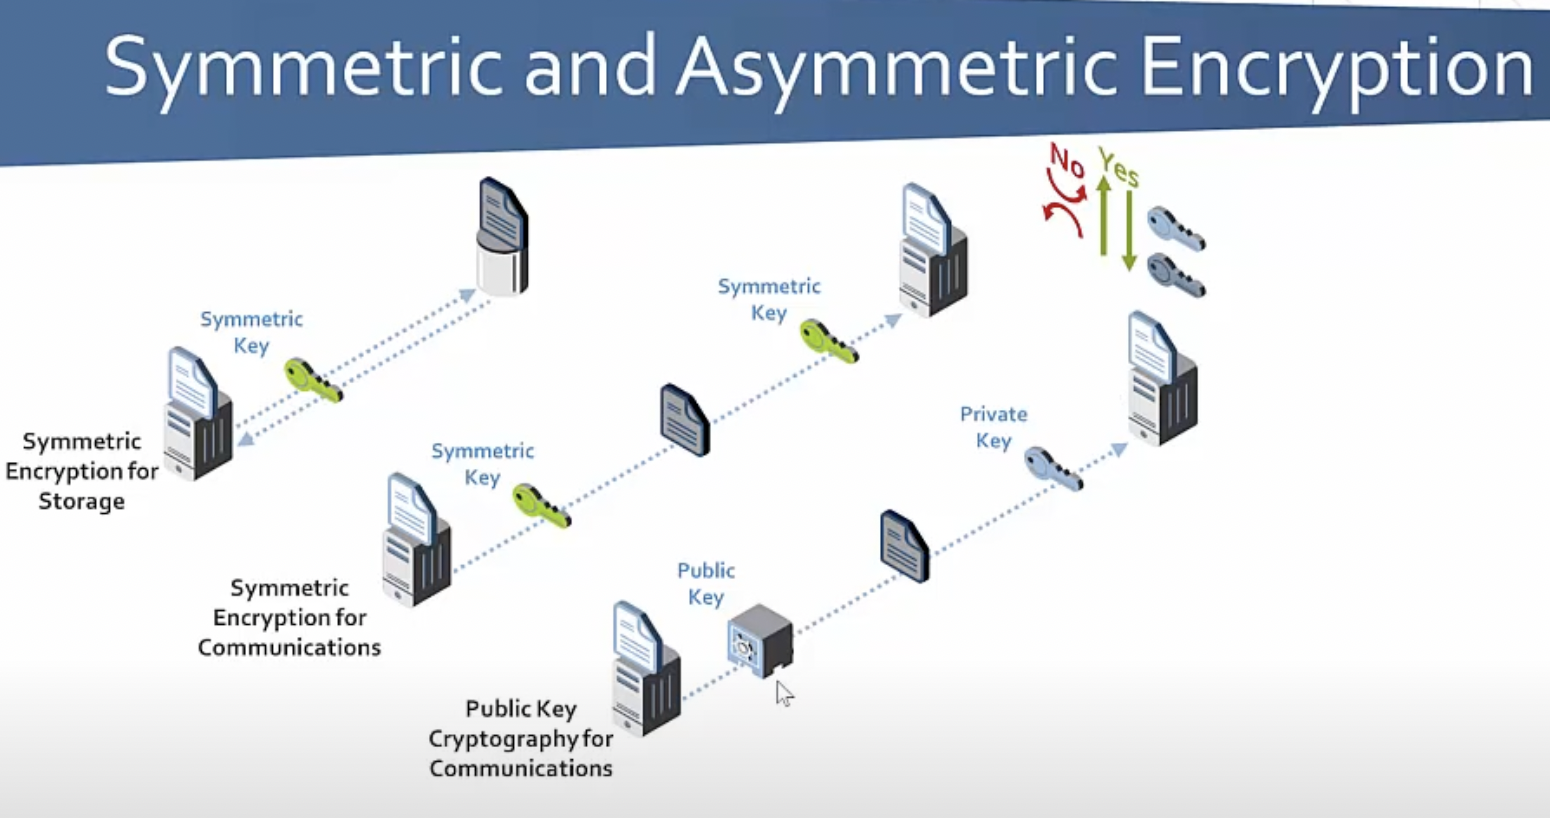 Symmetric and Asymmetric Encryption
No
Yes
Symmetric
Key
Symmetric
Encryption for
Storage
Symmetric
Key
Symmetric
Key
Symmetric
Encryption for
Communications
Private
Key
Public
Key
Public Key
Cryptography for
Communications